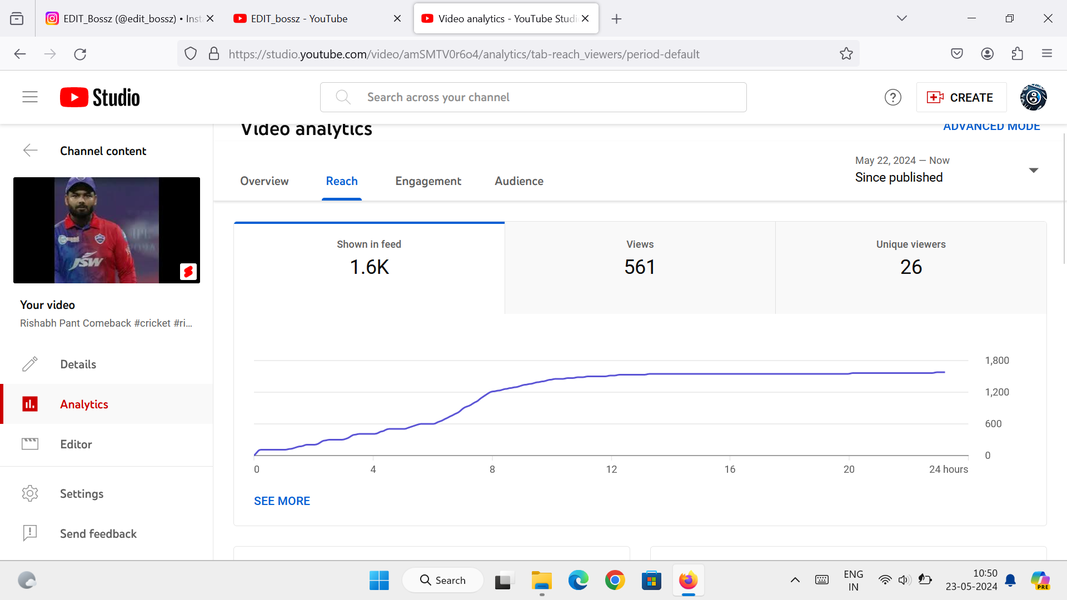 EDIT_Bossz (@edit_bossz) • Inst
EDIT_bossz - YouTube
Video analytics - YouTube Studi
https://studio.youtube.com/video/amSMTV0r6o4/analytics/tab-reach_viewers/period-default
Studio
Search across your channel
CREATE
Channel content
Video analytics
ADVANCED MODE
Overview
Reach
Engagement
Audience
May 22, 2024 – Now
Since published
JSW
Your video
Rishabh Pant Comeback #cricket #ri...
Details
Analytics
Editor
Settings
Send feedback
Shown in feed
1.6K
Views
561
Unique viewers
26
1,800
1,200
600
0
0 4 8 12 16 20 24 hours
SEE MORE
Search
PRE
ENG
IN
10:50
23-05-2024